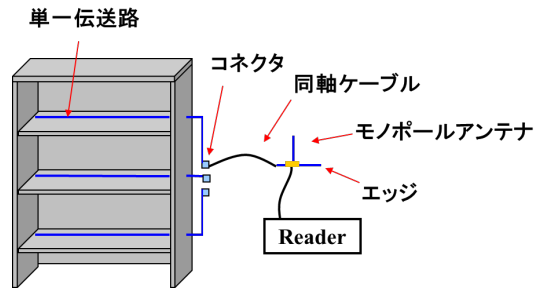 単一伝送路
コネクタ
同軸ケーブル
モノポールアンテナ
エッジ
Reader